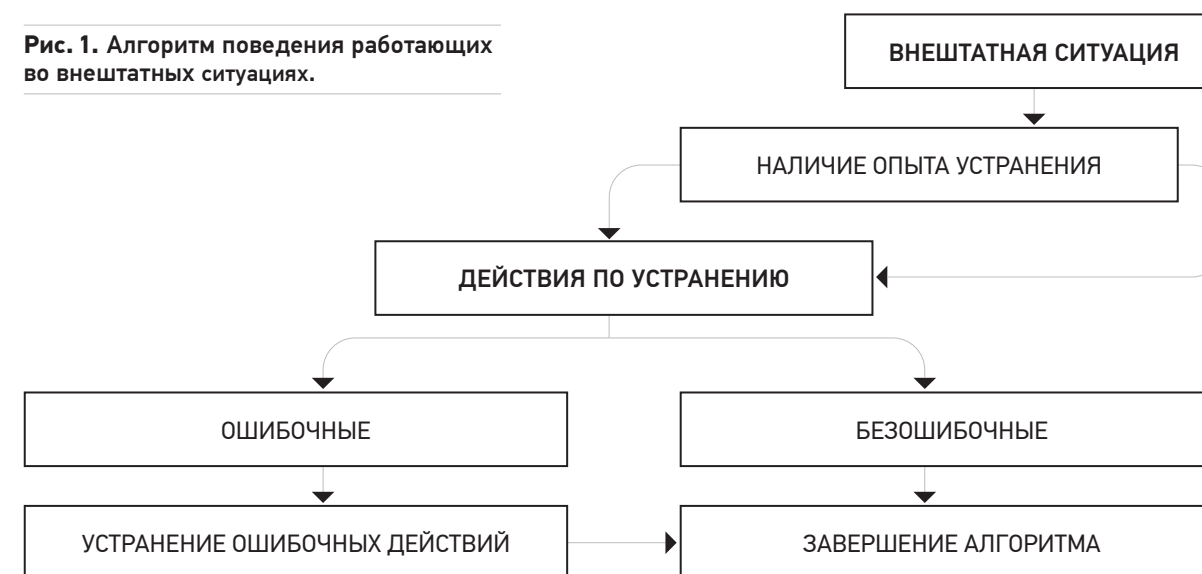 Рис. 1. Алгоритм поведения работающих
во внештатных ситуациях.
ВНЕШТАТНАЯ СИТУАЦИЯ
НАЛИЧИЕ ОПЫТА УСТРАНЕНИЯ
ДЕЙСТВИЯ ПО УСТРАНЕНИЮ
ОШИБОЧНЫЕ
БЕЗОШИБОЧНЫЕ
УСТРАНЕНИЕ ОШИБОЧНЫХ ДЕЙСТВИЙ
ЗАВЕРШЕНИЕ АЛГОРИТМА